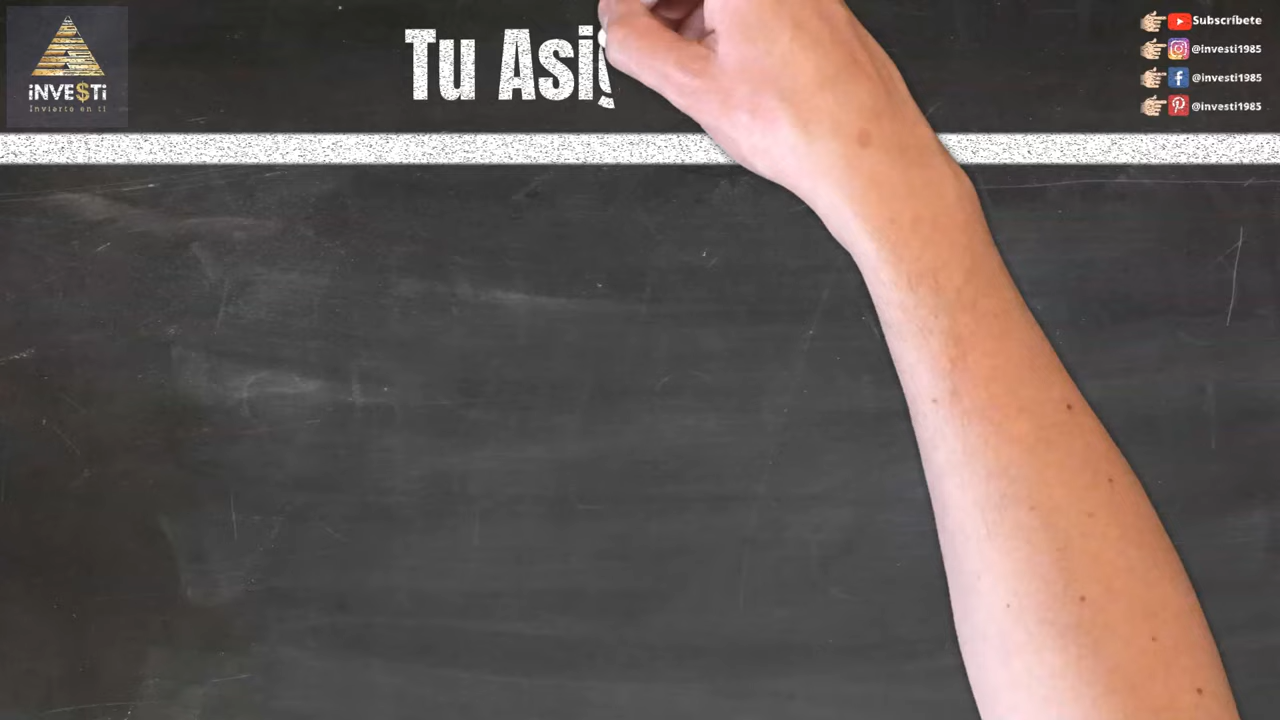 Tu Asi
iNVE$Ti
Invierte en ti
Subscríbete
@investi1985
@investi1985
@investi1985